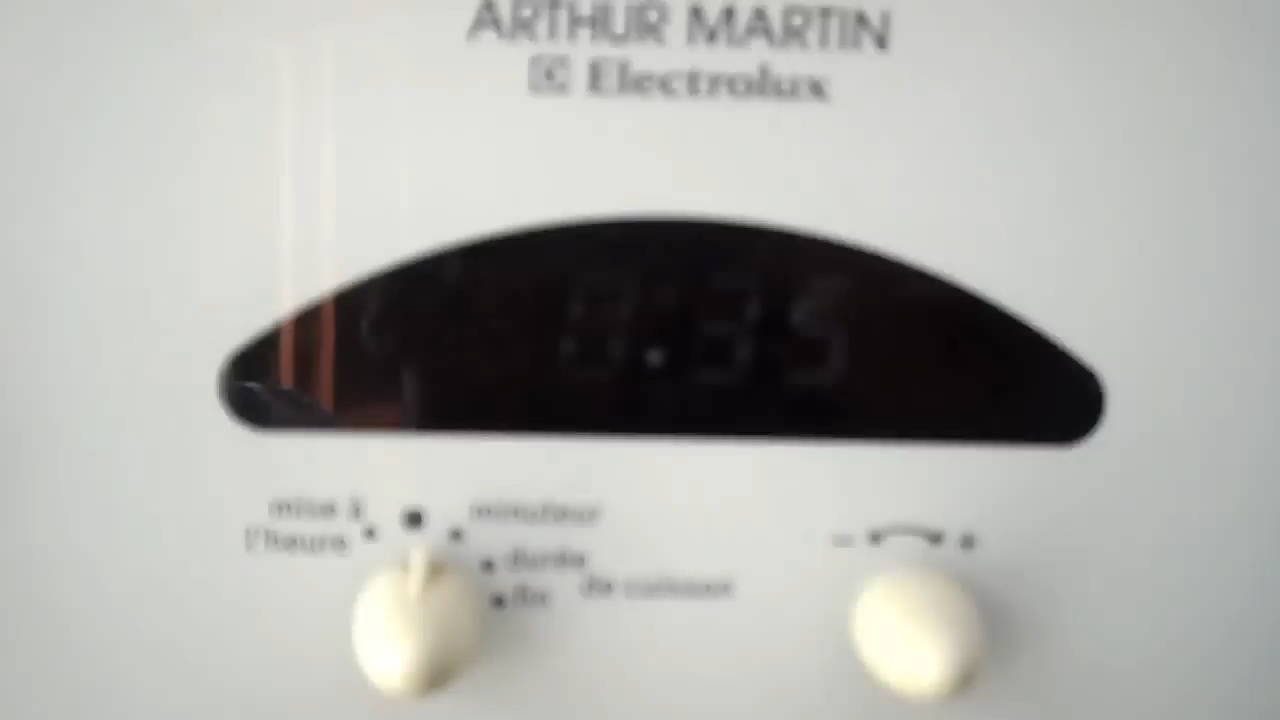 ARTHUR MARTIN
Electrolux
0:35
mise à
l'heure
minuteur
durée
fin
de cuisson
- +